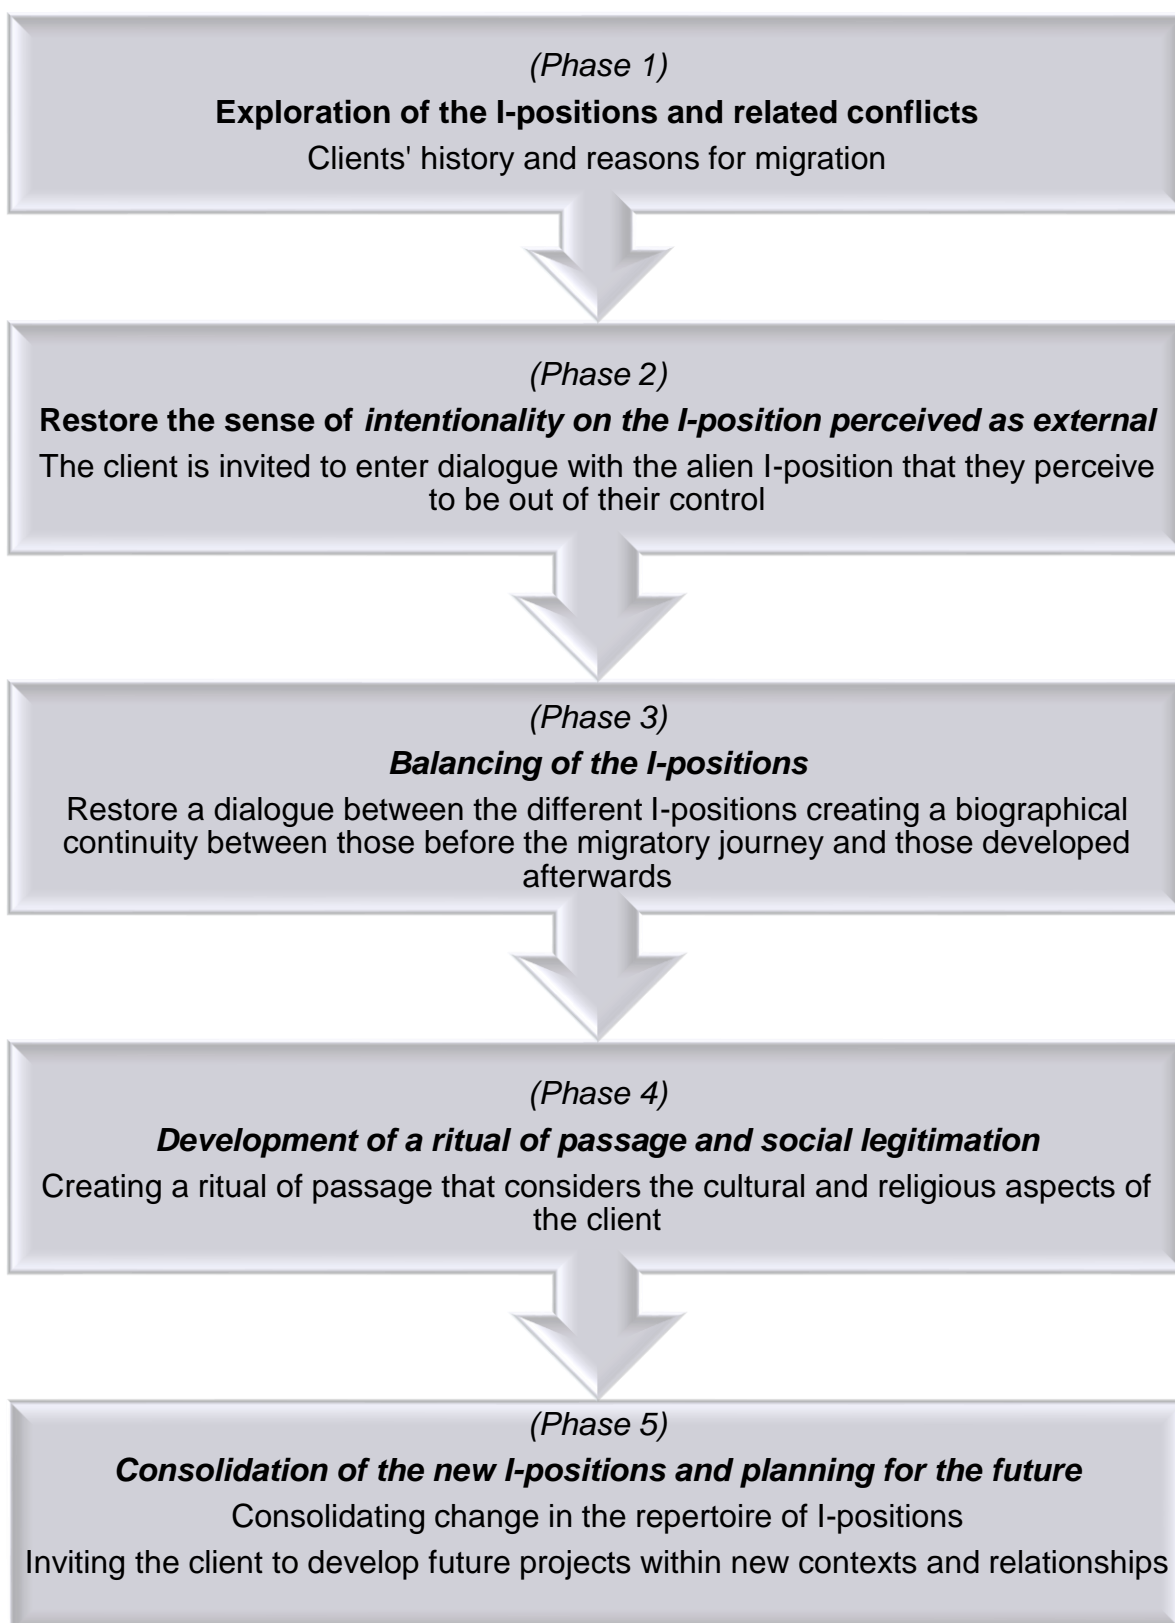 (Phase 1)
Exploration of the I-positions and related conflicts
Clients' history and reasons for migration
(Phase 2)
Restore the sense of intentionality on the I-position perceived as external
The client is invited to enter dialogue with the alien I-position that they perceive
to be out of their control
(Phase 3)
Balancing of the I-positions
Restore a dialogue between the different I-positions creating a biographical
continuity between those before the migratory journey and those developed
afterwards
(Phase 4)
Development of a ritual of passage and social legitimation
Creating a ritual of passage that considers the cultural and religious aspects of
the client
(Phase 5)
Consolidation of the new I-positions and planning for the future
Consolidating change in the repertoire of I-positions
Inviting the client to develop future projects within new contexts and relationships